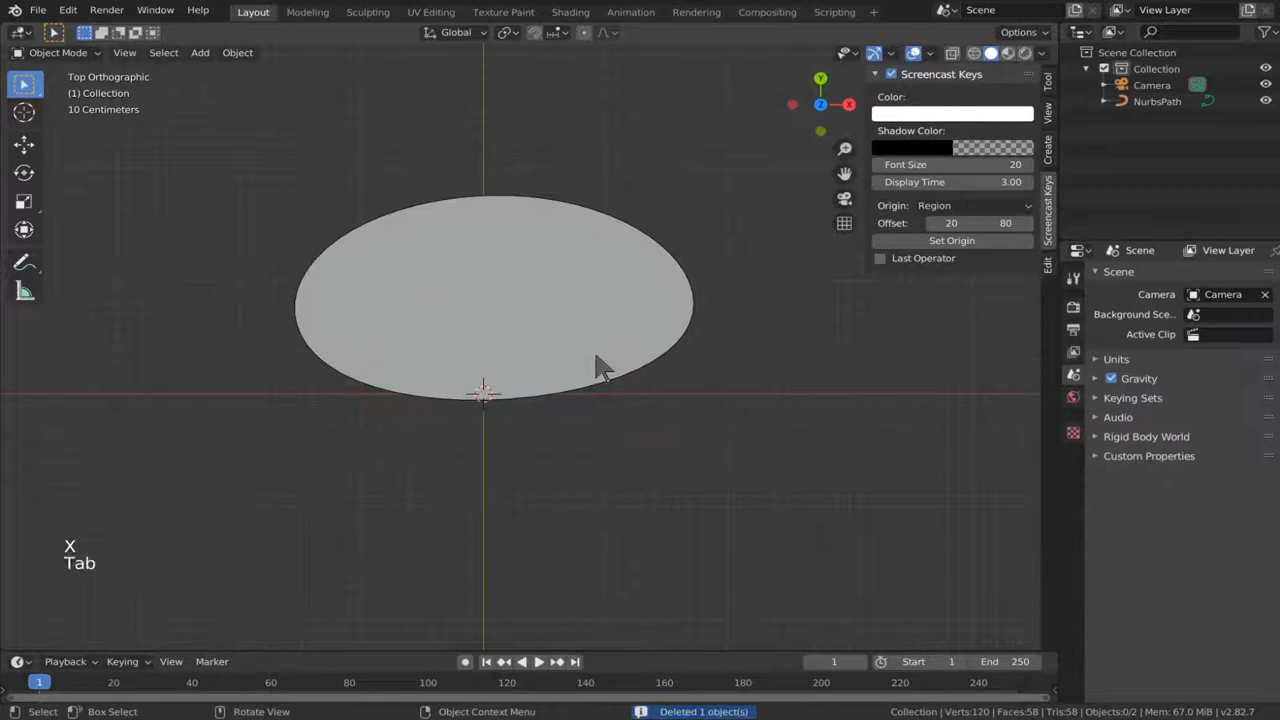 File Edit Render Window Help Layout Modeling Sculpting UV Editing Texture Paint Shading Animation Rendering Compositing Scripting + Scene View Layer
Global Options
Object Mode View Select Add Object
Top Orthographic
(1) Collection
10 Centimeters
Y
Z
X
Screencast Keys
Color:
Shadow Color:
Font Size 20
Display Time 3.00
Origin: Region
Offset: 20 80
Set Origin
Last Operator
Tool
View
Create
Screencast Keys
Edit
Scene Collection
Collection
Camera
NurbsPath
Scene View Layer
Scene
Camera Camera
Background Sce..
Active Clip
Units
Gravity
Keying Sets
Audio
Rigid Body World
Custom Properties
X
Tab
Playback Keying View Marker 1 Start 1 End 250
1 20 40 60 80 100 120 140 160 180 200 220 240
Select Box Select Rotate View Object Context Menu Deleted 1 object(s) Collection | Verts:120 | Faces:58 | Tris:58 | Objects:0/2 | Mem: 67.0 MiB | v2.82.7